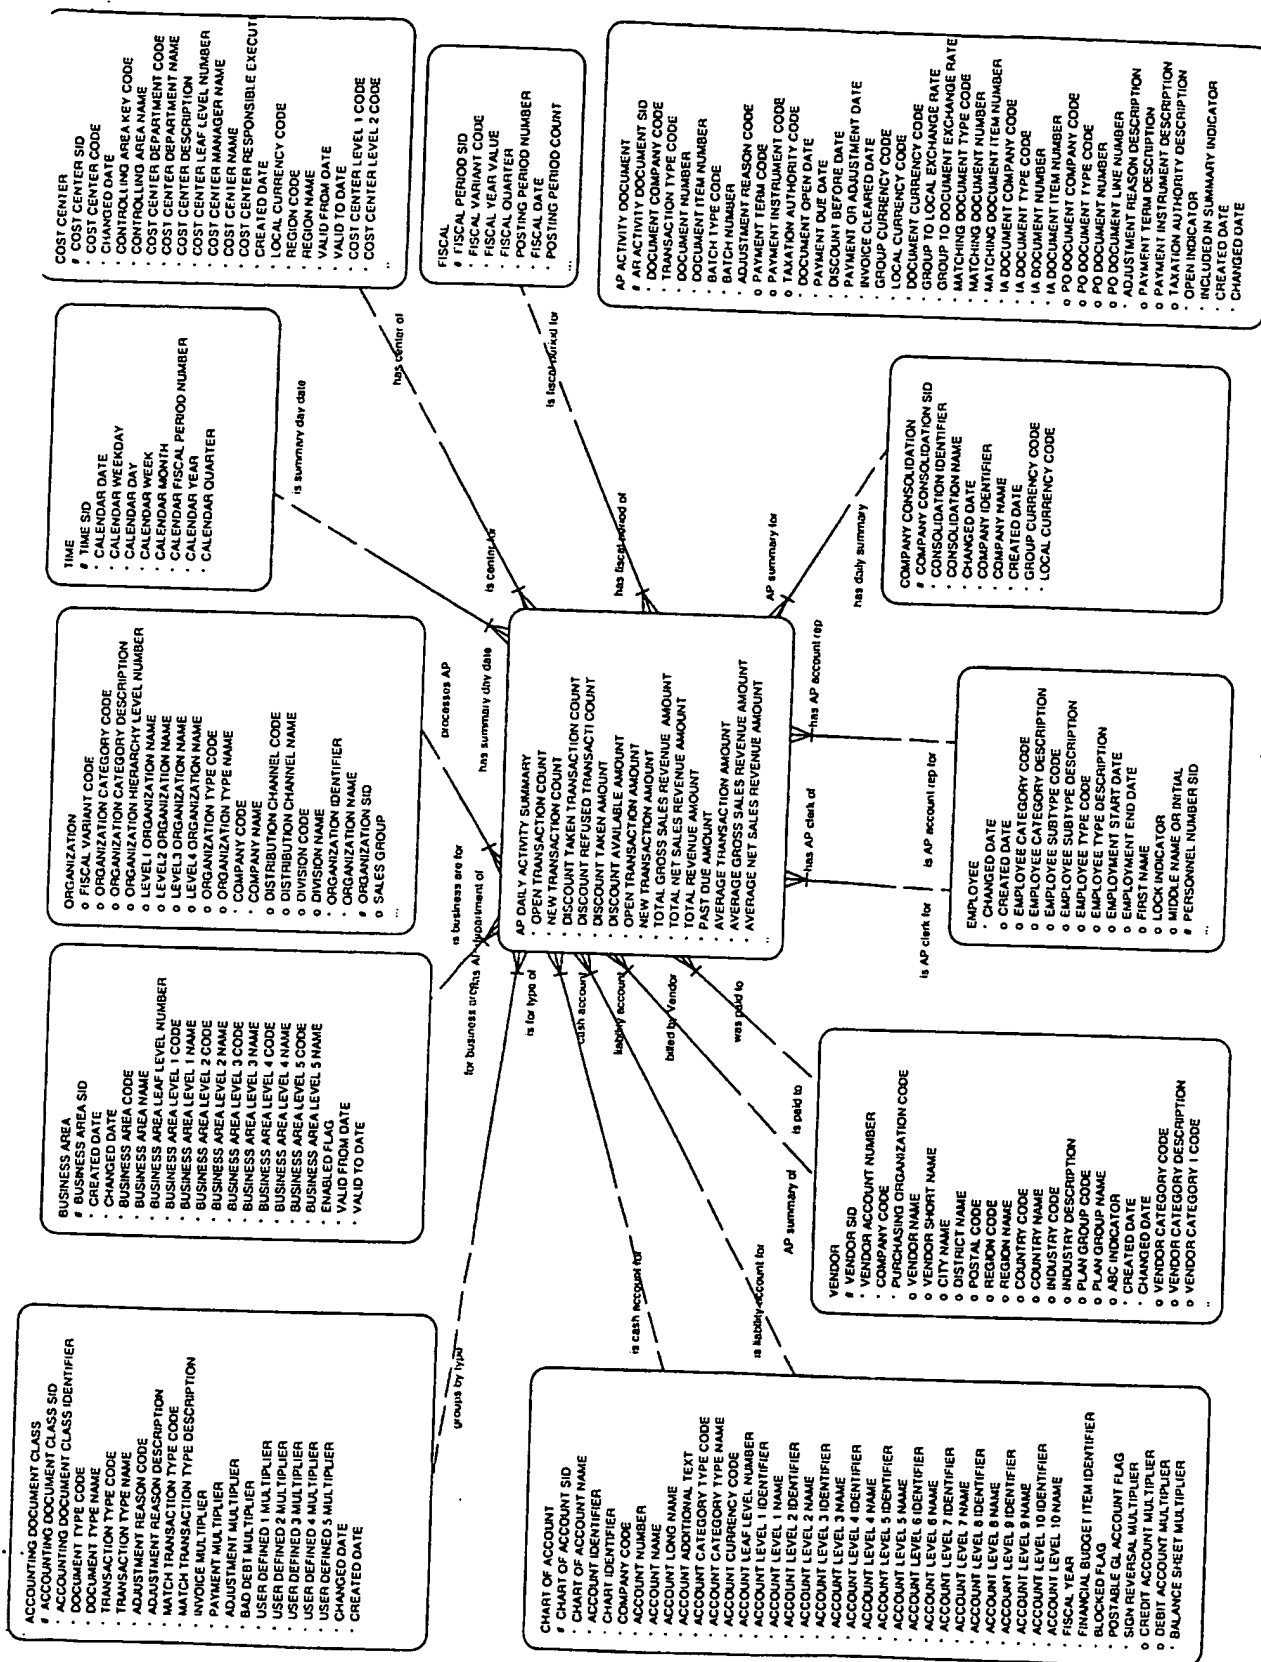 ACCOUNTING DOCUMENT CLASS
# ACCOUNTING DOCUMENT CLASS SID
· ACCOUNTING DOCUMENT CLASS IDENTIFIER
· DOCUMENT TYPE CODE
· DOCUMENT TYPE NAME
· TRANSACTION TYPE CODE
· TRANSACTION TYPE NAME
· ADJUSTMENT REASON CODE
· ADJUSTMENT REASON DESCRIPTION
· MATCH TRANSACTION TYPE CODE
· MATCH TRANSACTION TYPE DESCRIPTION
· INVOICE MULTIPLIER
· PAYMENT MULTIPLIER
· ADJUSTMENT MULTIPLIER
· BAD DEBT MULTIPLIER
· USER DEFINED 1 MULTIPLIER
· USER DEFINED 2 MULTIPLIER
· USER DEFINED 3 MULTIPLIER
· USER DEFINED 4 MULTIPLIER
· USER DEFINED 5 MULTIPLIER
· CHANGED DATE
· CREATED DATE
BUSINESS AREA
# BUSINESS AREA SID
· CREATED DATE
· CHANGED DATE
· BUSINESS AREA CODE
· BUSINESS AREA NAME
· BUSINESS AREA LEAF LEVEL NUMBER
· BUSINESS AREA LEVEL 1 CODE
· BUSINESS AREA LEVEL 1 NAME
· BUSINESS AREA LEVEL 2 CODE
· BUSINESS AREA LEVEL 2 NAME
· BUSINESS AREA LEVEL 3 CODE
· BUSINESS AREA LEVEL 3 NAME
· BUSINESS AREA LEVEL 4 CODE
· BUSINESS AREA LEVEL 4 NAME
· BUSINESS AREA LEVEL 5 CODE
· BUSINESS AREA LEVEL 5 NAME
· ENABLED FLAG
· VALID FROM DATE
· VALID TO DATE
ORGANIZATION
o FISCAL VARIANT CODE
o ORGANIZATION CATEGORY CODE
o ORGANIZATION CATEGORY DESCRIPTION
o ORGANIZATION HIERARCHY LEVEL NUMBER
o LEVEL1 ORGANIZATION NAME
o LEVEL2 ORGANIZATION NAME
o LEVEL3 ORGANIZATION NAME
o LEVEL4 ORGANIZATION NAME
o ORGANIZATION TYPE CODE
o ORGANIZATION TYPE NAME
· COMPANY CODE
· COMPANY NAME
o DISTRIBUTION CHANNEL CODE
o DISTRIBUTION CHANNEL NAME
o DIVISION CODE
o DIVISION NAME
· ORGANIZATION IDENTIFIER
· ORGANIZATION NAME
# ORGANIZATION SID
o SALES GROUP
...
TIME
# TIME SID
· CALENDAR DATE
· CALENDAR WEEKDAY
· CALENDAR DAY
· CALENDAR WEEK
· CALENDAR MONTH
· CALENDAR FISCAL PERIOD NUMBER
· CALENDAR YEAR
· CALENDAR QUARTER
COST CENTER
# COST CENTER SID
· COST CENTER CODE
· CHANGED DATE
· CONTROLLING AREA KEY CODE
· CONTROLLING AREA NAME
· COST CENTER DEPARTMENT CODE
· COST CENTER DEPARTMENT NAME
· COST CENTER DESCRIPTION
· COST CENTER LEAF LEVEL NUMBER
· COST CENTER MANAGER NAME
· COST CENTER NAME
· COST CENTER RESPONSIBLE EXECUTI
· CREATED DATE
· LOCAL CURRENCY CODE
· REGION CODE
· REGION NAME
· VALID FROM DATE
· VALID TO DATE
· COST CENTER LEVEL 1 CODE
· COST CENTER LEVEL 2 CODE
...
groups by type
is for type of
for business area
has AP department of
is business are for
processes AP
has summary day date
is summary day date
is center for
has center of
FISCAL
# FISCAL PERIOD SID
· FISCAL VARIANT CODE
· FISCAL YEAR VALUE
· FISCAL QUARTER
· POSTING PERIOD NUMBER
· FISCAL DATE
· POSTING PERIOD COUNT
...
AP DAILY ACTIVITY SUMMARY
· OPEN TRANSACTION COUNT
· NEW TRANSACTION COUNT
· DISCOUNT TAKEN TRANSACTION COUNT
· DISCOUNT REFUSED TRANSACTI COUNT
· DISCOUNT TAKEN AMOUNT
· DISCOUNT AVAILABLE AMOUNT
· OPEN TRANSACTION AMOUNT
· NEW TRANSACTION AMOUNT
· TOTAL GROSS SALES REVENUE AMOUNT
· TOTAL NET SALES REVENUE AMOUNT
· TOTAL REVENUE AMOUNT
· PAST DUE AMOUNT
· AVERAGE TRANSACTION AMOUNT
· AVERAGE GROSS SALES REVENUE AMOUNT
· AVERAGE NET SALES REVENUE AMOUNT
...
has fiscal period of
is fiscal period for
cash account
is cash account for
liability account
is liability account for
billed by Vendor
AP summary of
was paid to
is paid to
has AP clerk of
is AP clerk for
has AP account rep
is AP account rep for
AP summary for
has daily summary
CHART OF ACCOUNT
# CHART OF ACCOUNT SID
· CHART OF ACCOUNT NAME
· ACCOUNT IDENTIFIER
· CHART IDENTIFIER
· COMPANY CODE
· ACCOUNT NUMBER
· ACCOUNT NAME
· ACCOUNT LONG NAME
· ACCOUNT ADDITIONAL TEXT
· ACCOUNT CATEGORY TYPE CODE
· ACCOUNT CATEGORY TYPE NAME
· ACCOUNT CURRENCY CODE
· ACCOUNT LEAF LEVEL NUMBER
· ACCOUNT LEVEL 1 IDENTIFIER
· ACCOUNT LEVEL 1 NAME
· ACCOUNT LEVEL 2 IDENTIFIER
· ACCOUNT LEVEL 2 NAME
· ACCOUNT LEVEL 3 IDENTIFIER
· ACCOUNT LEVEL 3 NAME
· ACCOUNT LEVEL 4 IDENTIFIER
· ACCOUNT LEVEL 4 NAME
· ACCOUNT LEVEL 5 IDENTIFIER
· ACCOUNT LEVEL 5 NAME
· ACCOUNT LEVEL 6 IDENTIFIER
· ACCOUNT LEVEL 6 NAME
· ACCOUNT LEVEL 7 IDENTIFIER
· ACCOUNT LEVEL 7 NAME
· ACCOUNT LEVEL 8 IDENTIFIER
· ACCOUNT LEVEL 8 NAME
· ACCOUNT LEVEL 9 IDENTIFIER
· ACCOUNT LEVEL 9 NAME
· ACCOUNT LEVEL 10 IDENTIFIER
· ACCOUNT LEVEL 10 NAME
· FISCAL YEAR
· FINANCIAL BUDGET ITEM IDENTIFIER
· BLOCKED FLAG
· POSTABLE GL ACCOUNT FLAG
· SIGN REVERSAL MULTIPLIER
o CREDIT ACCOUNT MULTIPLIER
o DEBIT ACCOUNT MULTIPLIER
· BALANCE SHEET MULTIPLIER
VENDOR
# VENDOR SID
· VENDOR ACCOUNT NUMBER
· COMPANY CODE
· PURCHASING ORGANIZATION CODE
o VENDOR NAME
o VENDOR SHORT NAME
o CITY NAME
o DISTRICT NAME
o POSTAL CODE
o REGION CODE
o REGION NAME
o COUNTRY CODE
o COUNTRY NAME
o INDUSTRY CODE
o INDUSTRY DESCRIPTION
o PLAN GROUP CODE
o PLAN GROUP NAME
o ABC INDICATOR
· CREATED DATE
· CHANGED DATE
o VENDOR CATEGORY CODE
o VENDOR CATEGORY DESCRIPTION
o VENDOR CATEGORY I CODE
...
EMPLOYEE
· CHANGED DATE
o CREATED DATE
o EMPLOYEE CATEGORY CODE
o EMPLOYEE CATEGORY DESCRIPTION
o EMPLOYEE SUBTYPE CODE
o EMPLOYEE SUBTYPE DESCRIPTION
o EMPLOYEE TYPE CODE
o EMPLOYEE TYPE DESCRIPTION
o EMPLOYMENT START DATE
o EMPLOYMENT END DATE
o FIRST NAME
o LOCK INDICATOR
o MIDDLE NAME OR INITIAL
# PERSONNEL NUMBER SID
...
COMPANY CONSOLIDATION
# COMPANY CONSOLIDATION SID
· CONSOLIDATION IDENTIFIER
· CONSOLIDATION NAME
· CHANGED DATE
· COMPANY IDENTIFIER
· COMPANY NAME
· CREATED DATE
· GROUP CURRENCY CODE
· LOCAL CURRENCY CODE
AP ACTIVITY DOCUMENT
# AR ACTIVITY DOCUMENT SID
· DOCUMENT COMPANY CODE
· TRANSACTION TYPE CODE
· DOCUMENT NUMBER
· DOCUMENT ITEM NUMBER
· BATCH TYPE CODE
· BATCH NUMBER
· ADJUSTMENT REASON CODE
o PAYMENT TERM CODE
o PAYMENT INSTRUMENT CODE
o TAXATION AUTHORITY CODE
· DOCUMENT OPEN DATE
· PAYMENT DUE DATE
· DISCOUNT BEFORE DATE
· PAYMENT OR ADJUSTMENT DATE
· INVOICE CLEARED DATE
· GROUP CURRENCY CODE
· LOCAL CURRENCY CODE
· DOCUMENT CURRENCY CODE
· GROUP TO LOCAL EXCHANGE RATE
· GROUP TO DOCUMENT EXCHANGE RATE
· MATCHING DOCUMENT TYPE CODE
· MATCHING DOCUMENT NUMBER
· MATCHING DOCUMENT ITEM NUMBER
· IA DOCUMENT COMPANY CODE
· IA DOCUMENT TYPE CODE
· IA DOCUMENT NUMBER
· IA DOCUMENT ITEM NUMBER
o PO DOCUMENT COMPANY CODE
o PO DOCUMENT TYPE CODE
o PO DOCUMENT NUMBER
o PO DOCUMENT LINE NUMBER
· ADJUSTMENT REASON DESCRIPTION
o PAYMENT TERM DESCRIPTION
o PAYMENT INSTRUMENT DESCRIPTION
o TAXATION AUTHORITY DESCRIPTION
· OPEN INDICATOR
· INCLUDED IN SUMMARY INDICATOR
· CREATED DATE
· CHANGED DATE